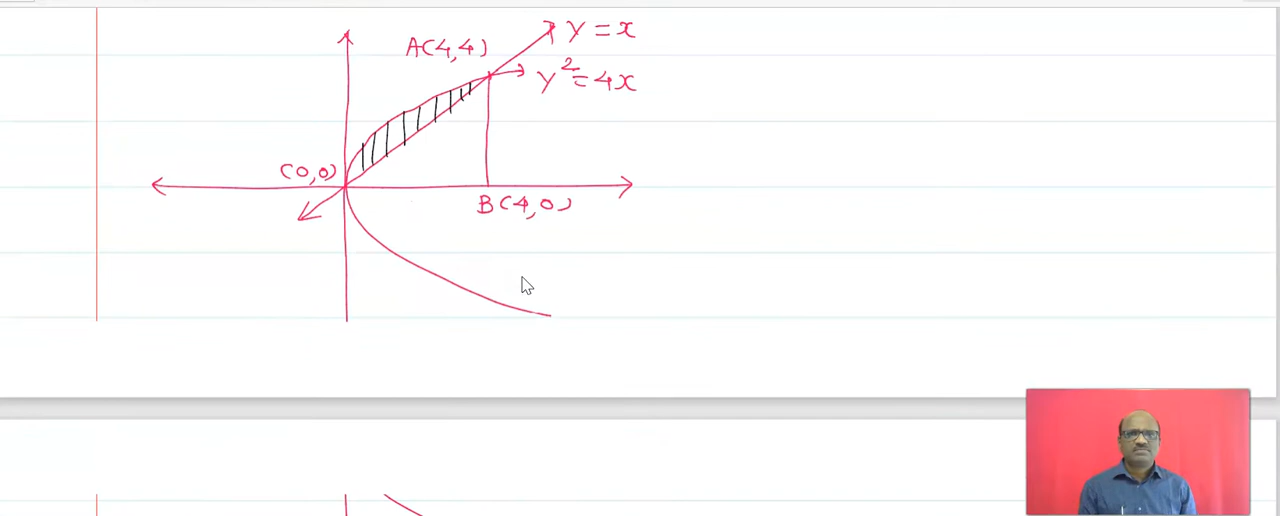 y = x
A(4,4)
y² = 4x
(0,0)
B(4,0)